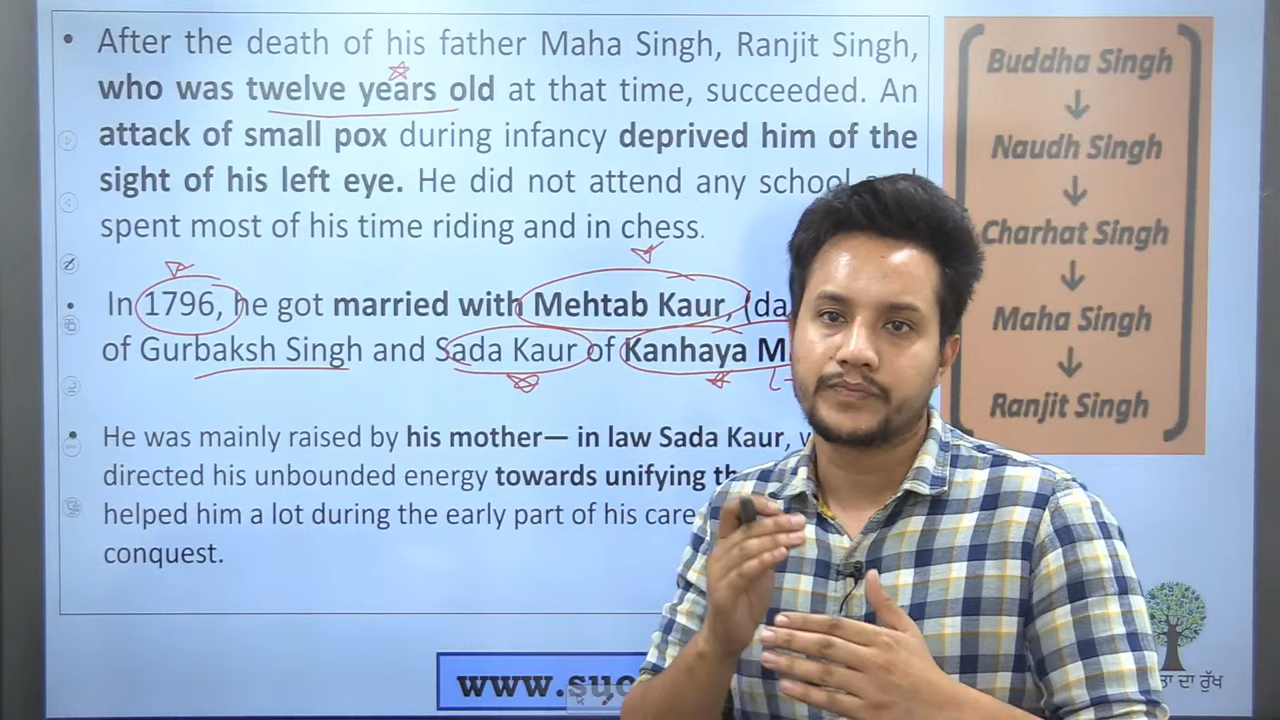 • After the death of his father Maha Singh, Ranjit Singh,
who was twelve years old at that time, succeeded. An
attack of small pox during infancy deprived him of the
sight of his left eye. He did not attend any school
spent most of his time riding and in chess.
• In 1796, he got married with Mehtab Kaur, (da
of Gurbaksh Singh and Sada Kaur of Kanhaya M
• He was mainly raised by his mother— in law Sada Kaur,
directed his unbounded energy towards unifying
helped him a lot during the early part of his
conquest.
www.suc
Buddha Singh
↓
Naudh Singh
↓
Charhat Singh
↓
Maha Singh
↓
Ranjit Singh
ਦਾ ਰੁੱਖ